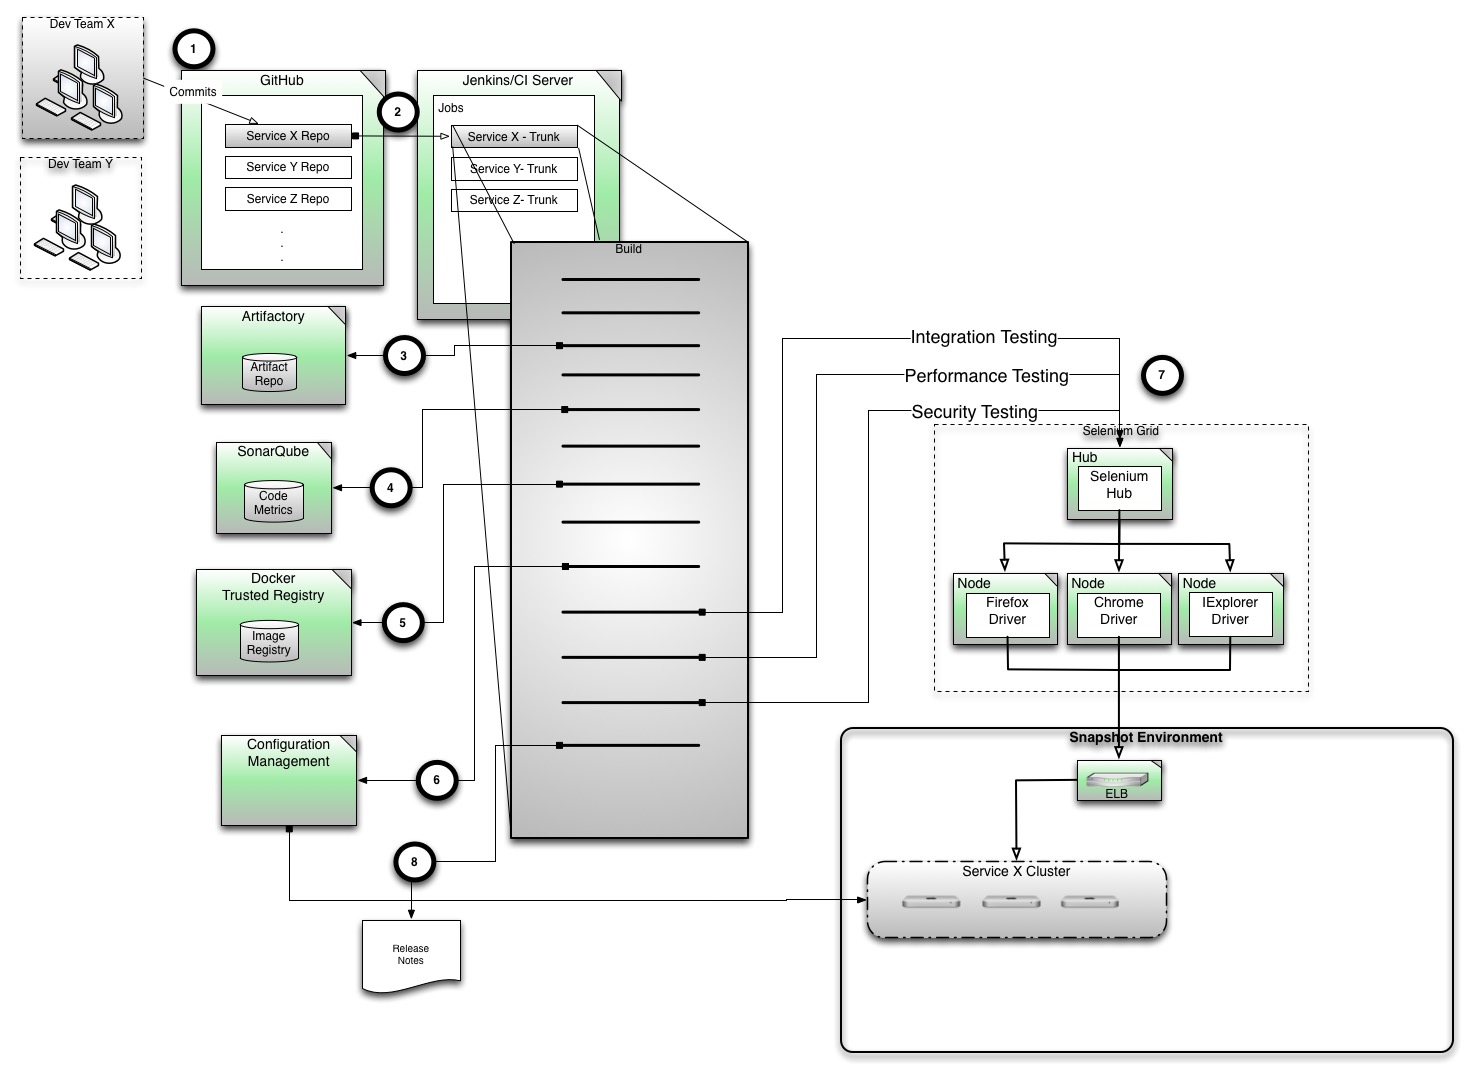 Dev Team X
1
GitHub
Jenkins/CI Server
Commits
2
Jobs
Service X Repo
Service X - Trunk
Service Y Repo
Service Y- Trunk
Dev Team Y
Service Z Repo
Service Z- Trunk
.
.
.
Build
Artifactory
Artifact
Repo
3
Integration Testing
Performance Testing
7
Security Testing
Selenium Grid
SonarQube
Code
Metrics
4
Hub
Selenium
Hub
Docker
Trusted Registry
Image
Registry
5
Node
Firefox
Driver
Node
Chrome
Driver
Node
IExplorer
Driver
Configuration
Management
6
Snapshot Environment
ELB
8
Service X Cluster
Release
Notes